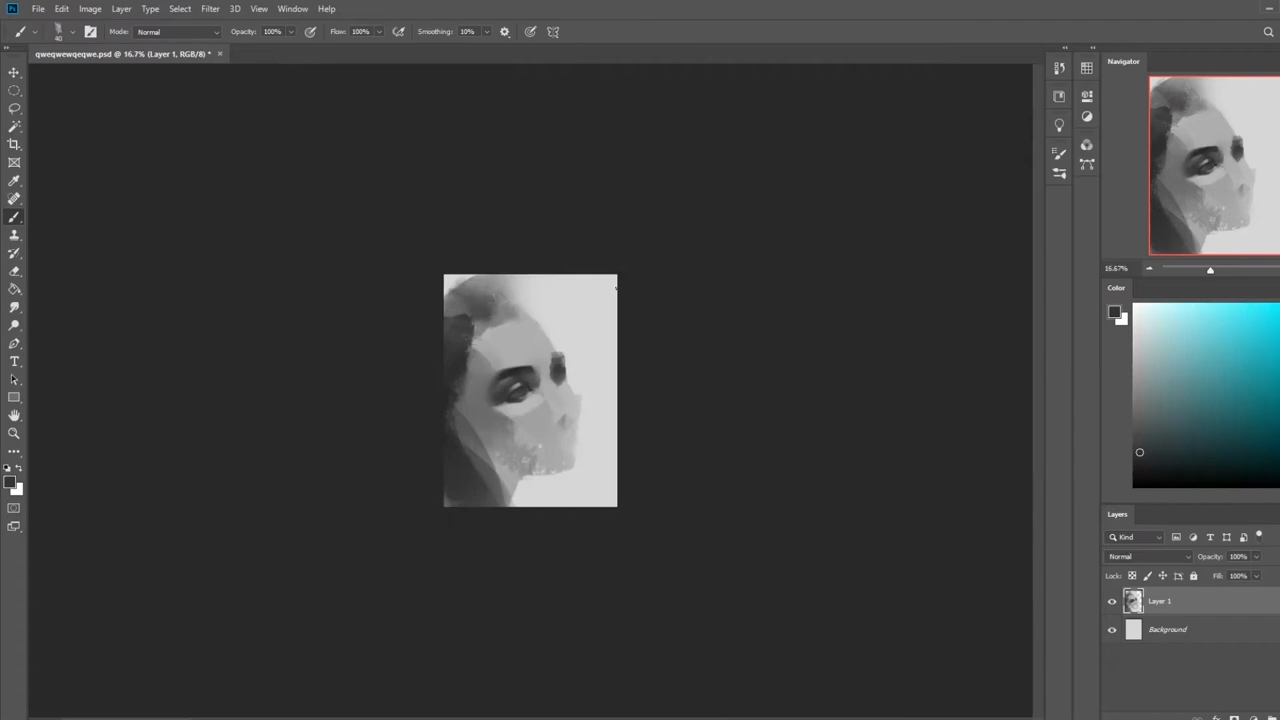 Ps File Edit Image Layer Type Select Filter 3D View Window Help
40 Mode: Normal Opacity: 100% Flow: 100% Smoothing: 10%
qweqwewqeqwe.psd @ 16.7% (Layer 1, RGB/8) * ×
Navigator
16.67%
Color
Layers
Kind
Normal Opacity: 100%
Lock: Fill: 100%
Layer 1
Background